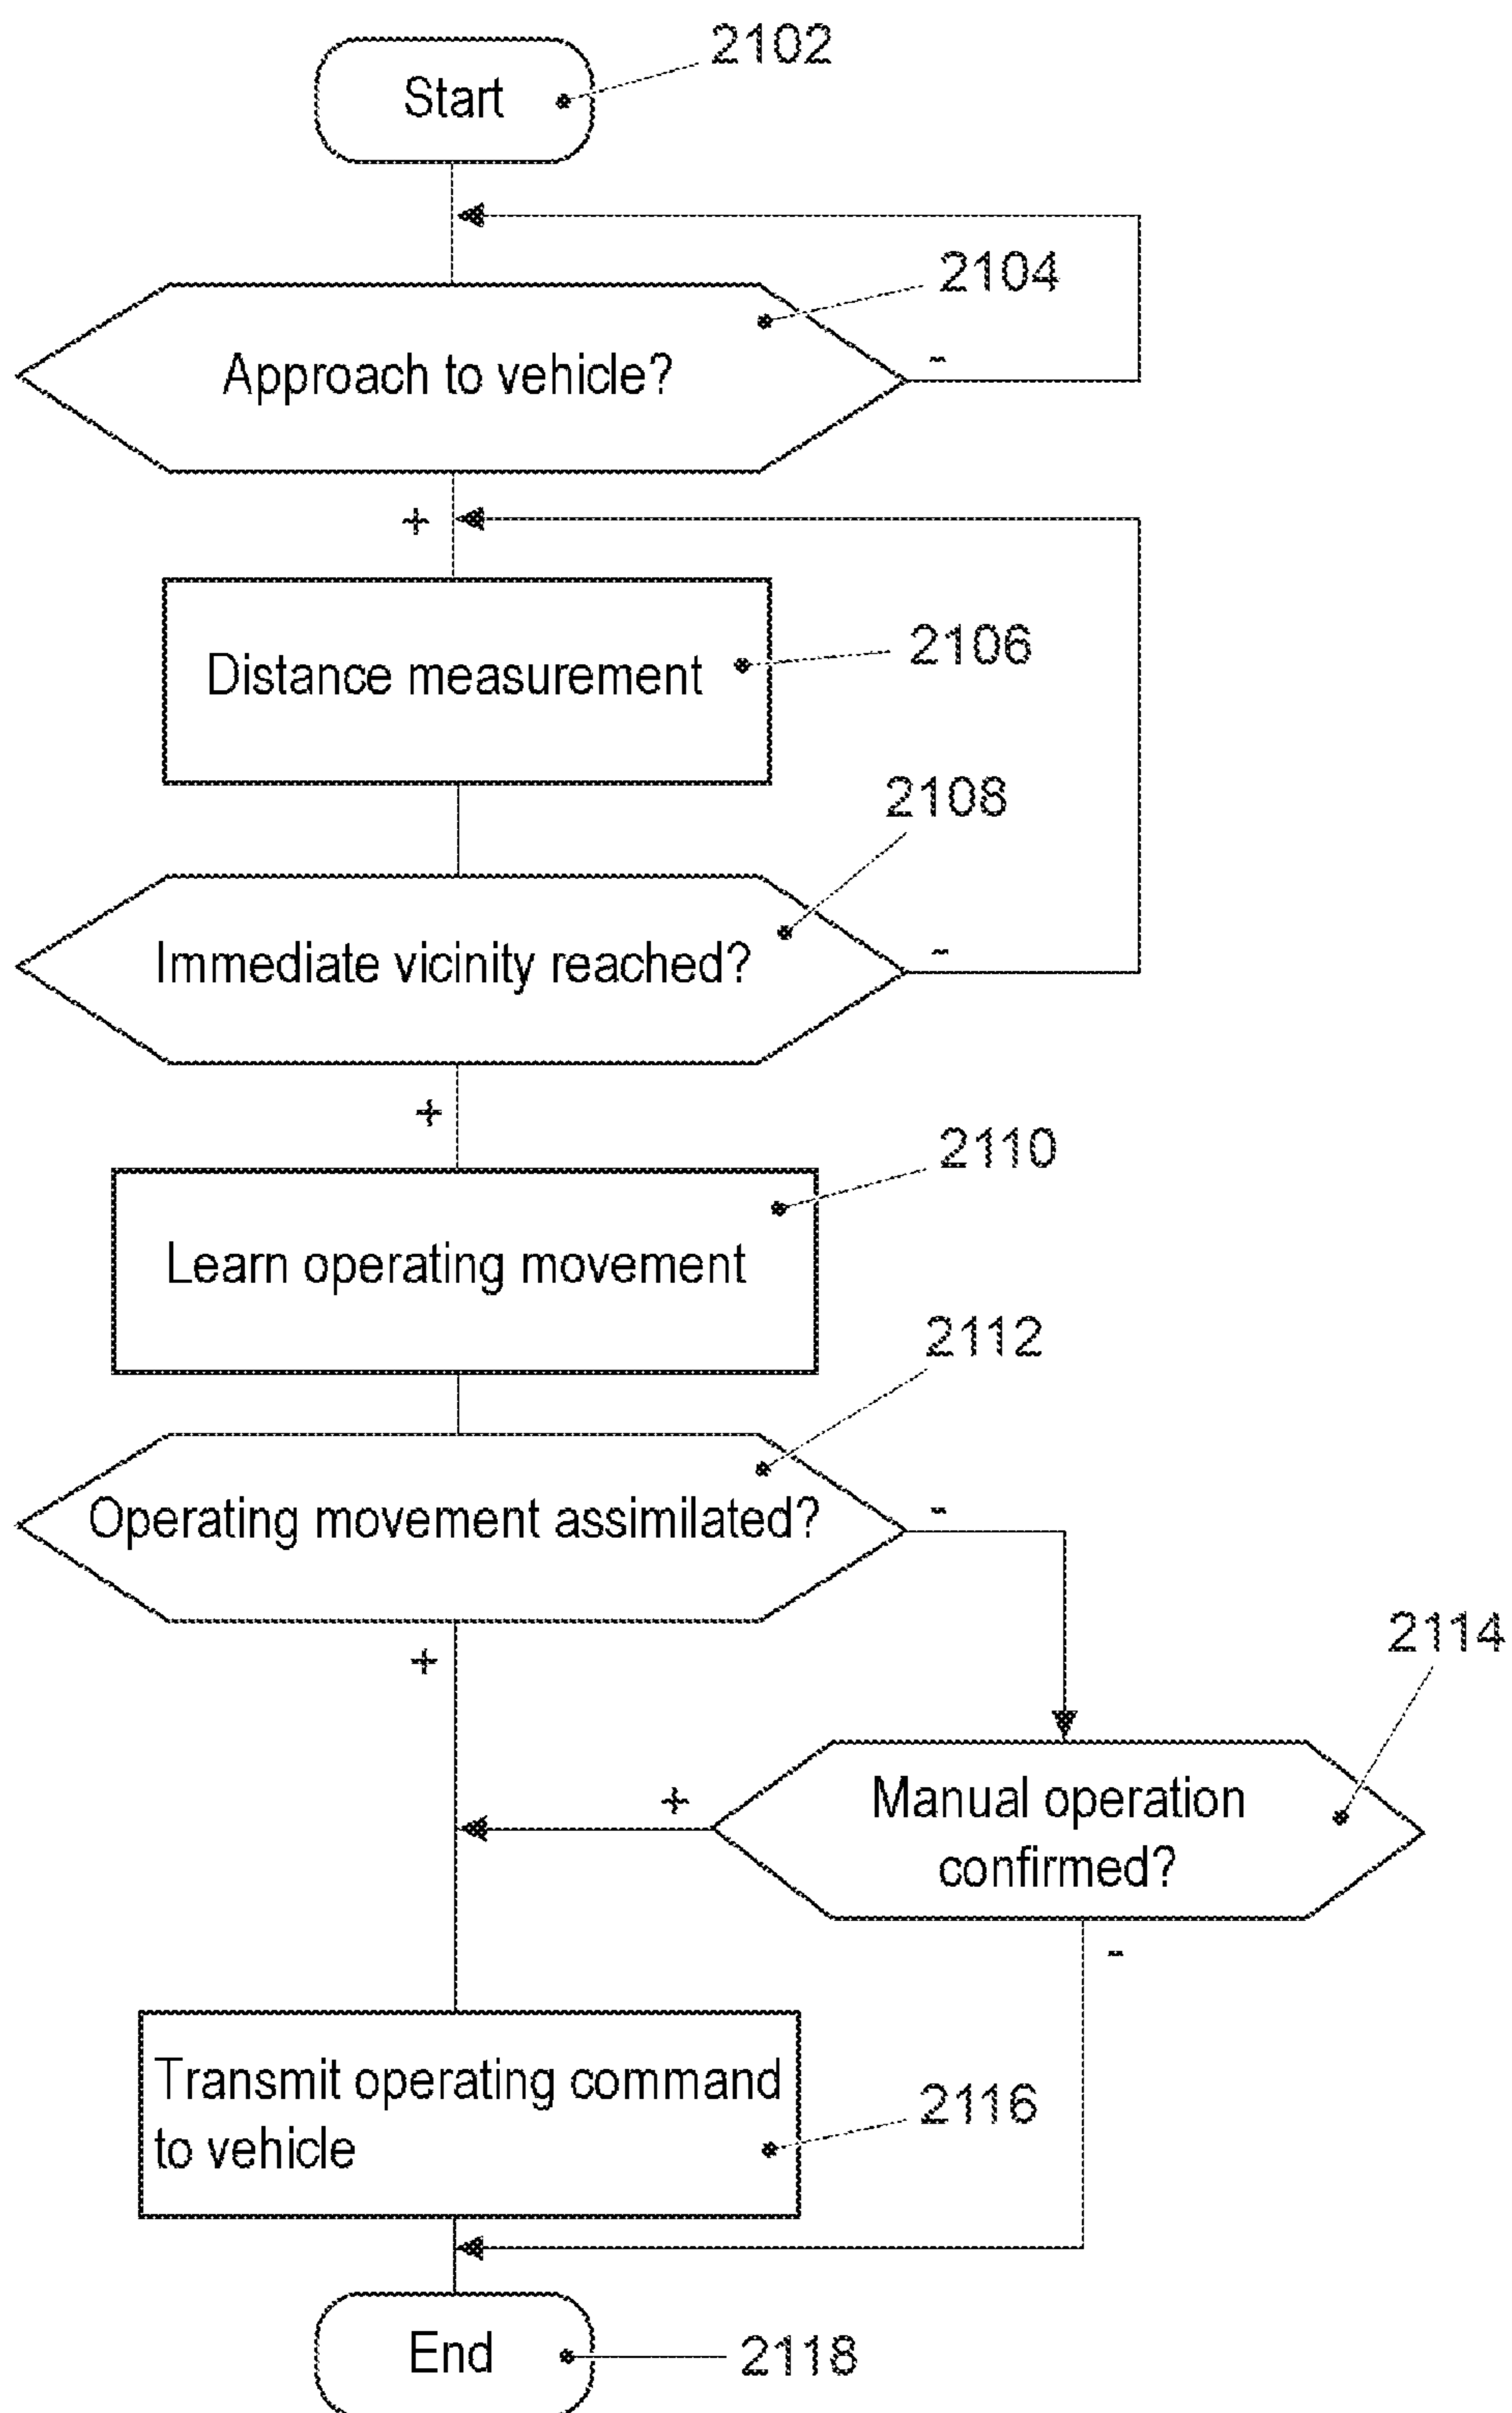 2102
Start
2104
Approach to vehicle?
-
+
2106
Distance measurement
2108
Immediate vicinity reached?
-
+
2110
Learn operating movement
2112
Operating movement assimilated?
-
+
2114
Manual operation
confirmed?
+
-
Transmit operating command
to vehicle
2116
End
2118